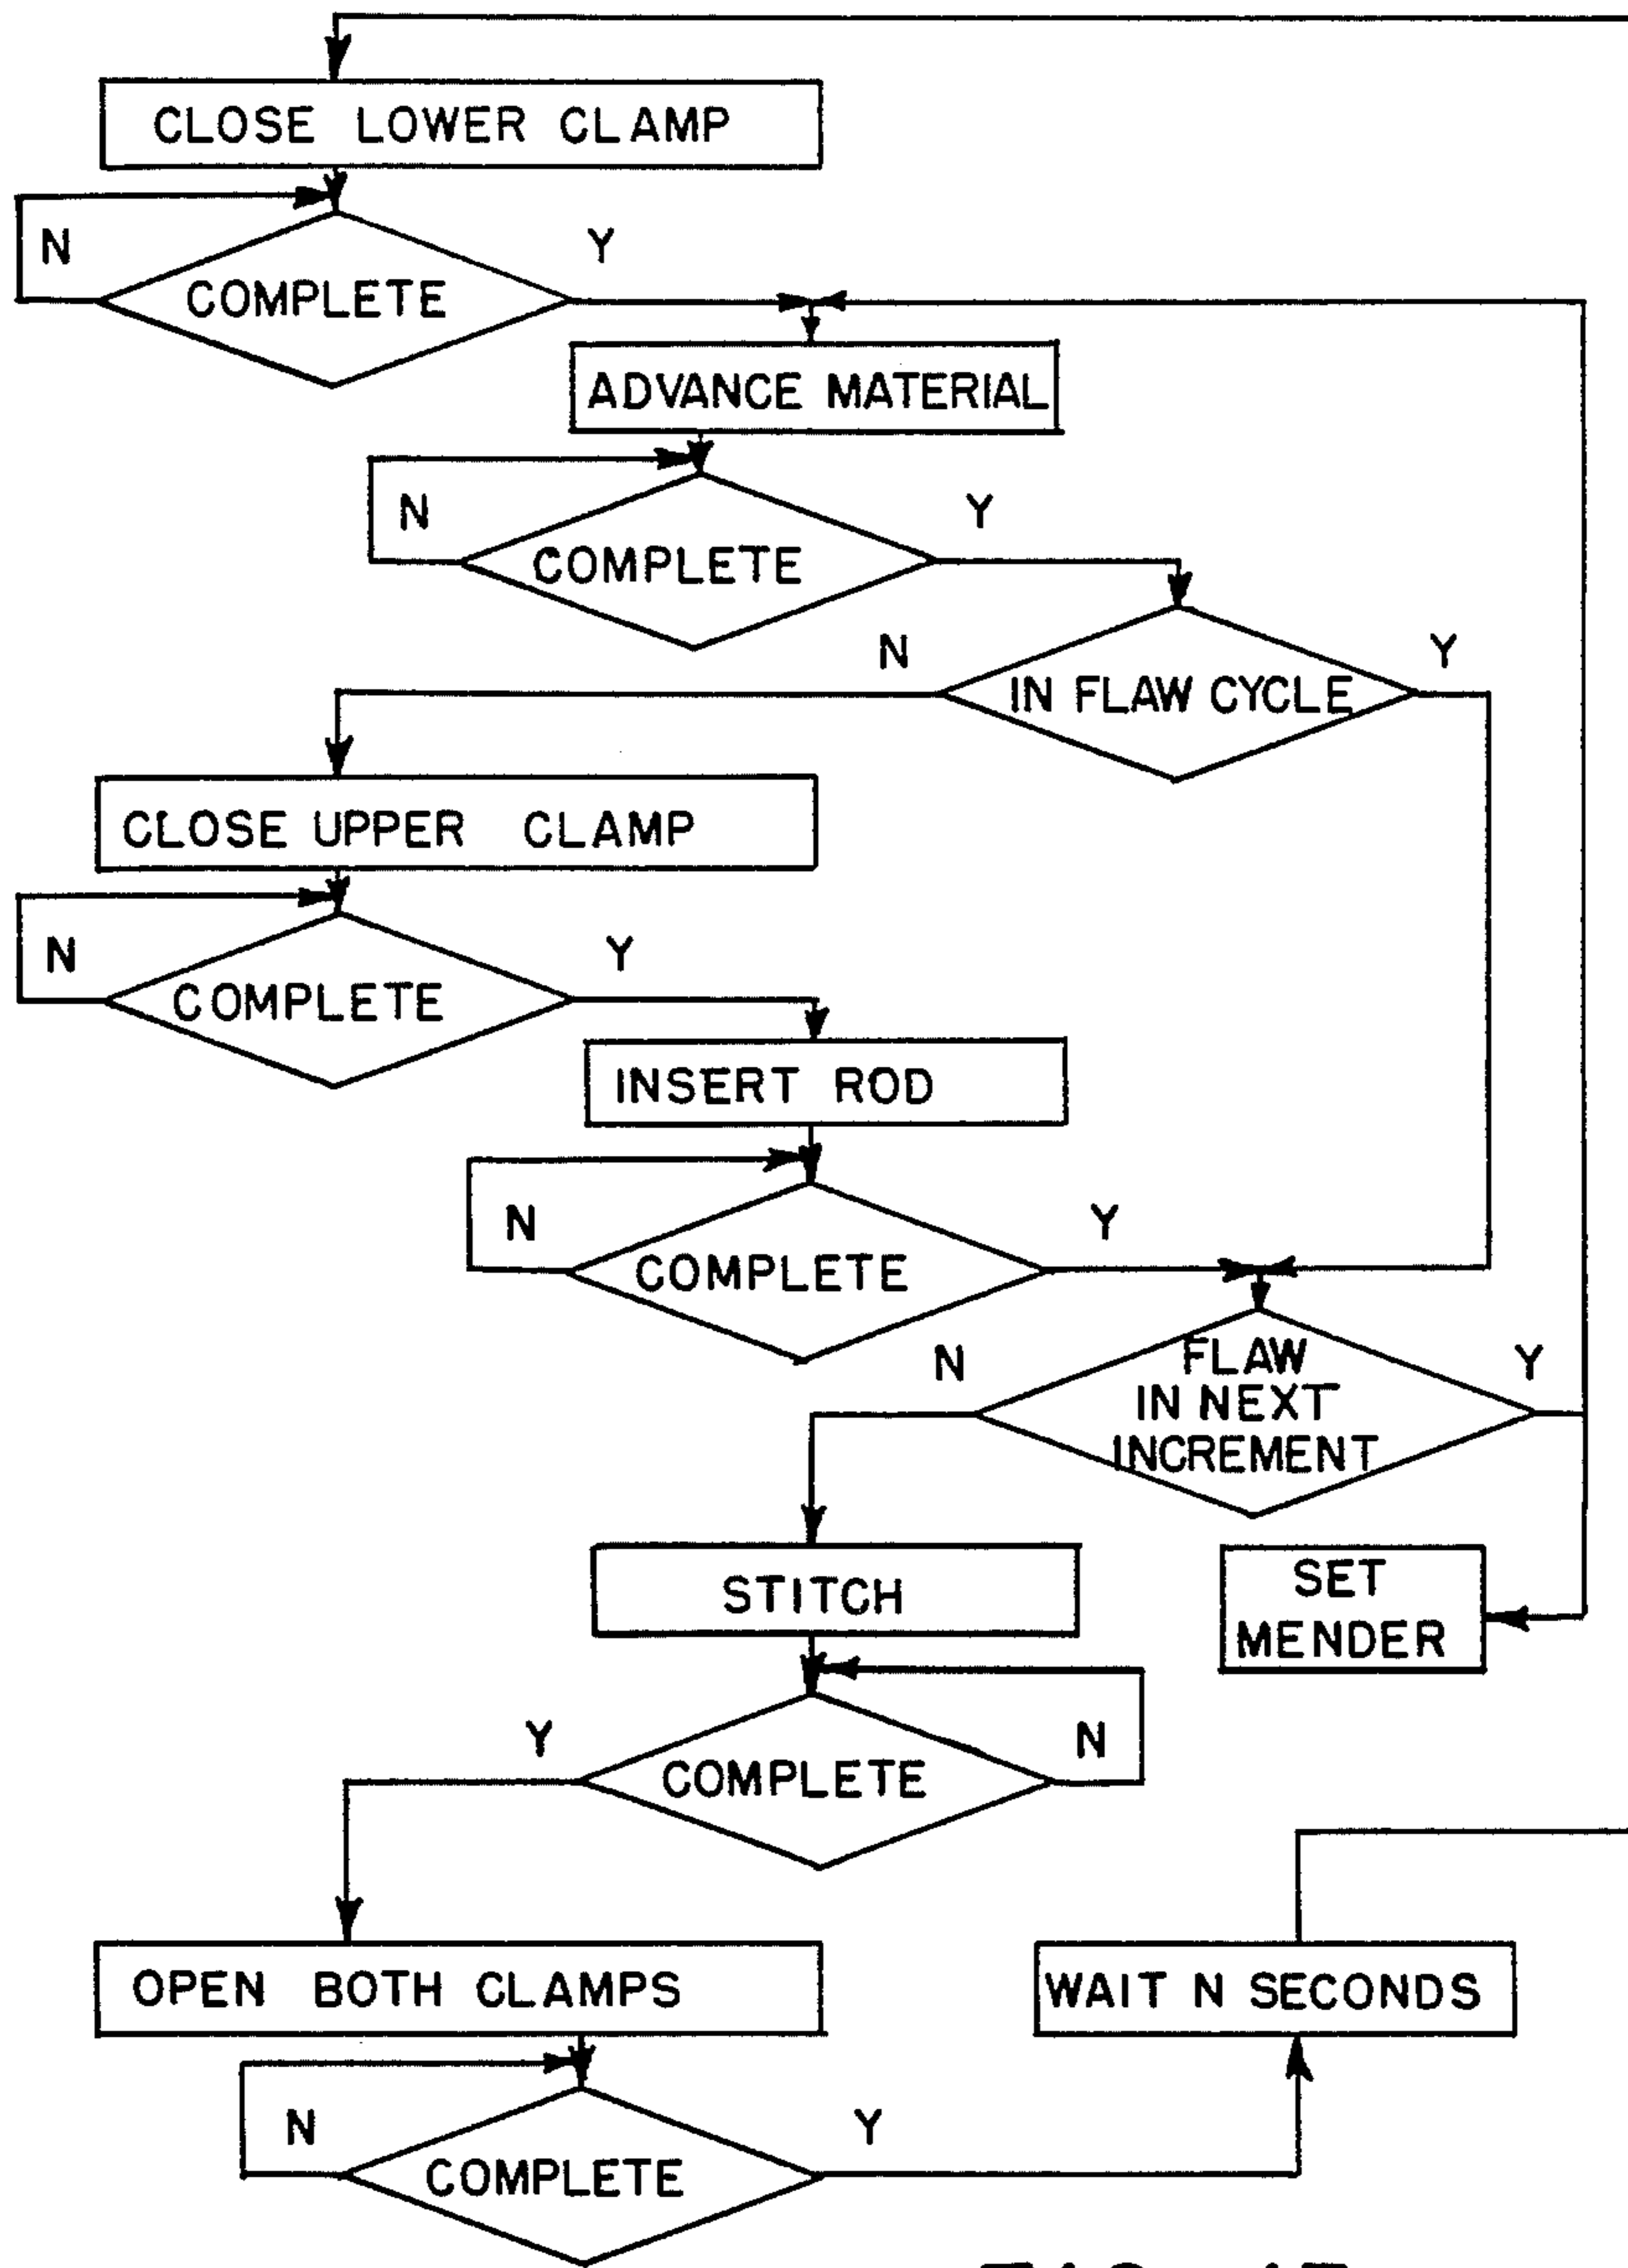 CLOSE LOWER CLAMP
N
Y
COMPLETE
ADVANCE MATERIAL
N
Y
COMPLETE
N
Y
IN FLAW CYCLE
CLOSE UPPER CLAMP
N
Y
COMPLETE
INSERT ROD
N
Y
COMPLETE
N
Y
FLAW
IN NEXT
INCREMENT
STITCH
SET
MENDER
Y
N
COMPLETE
OPEN BOTH CLAMPS
WAIT N SECONDS
N
Y
COMPLETE